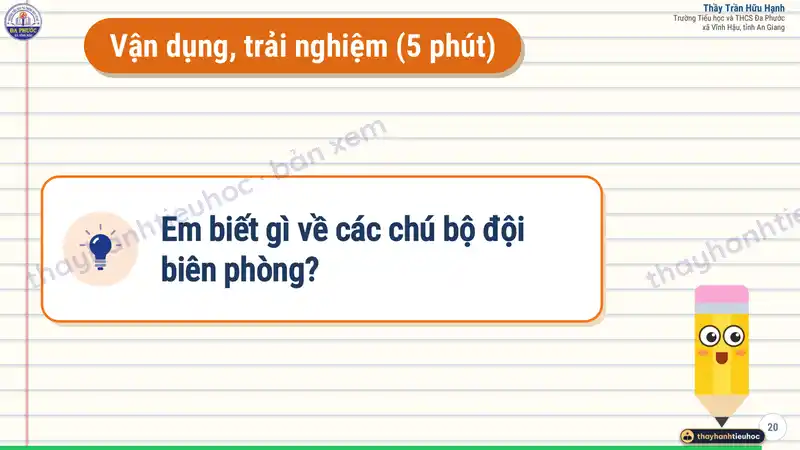 Thầy Trần Hữu Hạnh
Trường Tiểu học và THCS Đa Phước
xã Vĩnh Hậu, tỉnh An Giang
ĐA PHƯỚC
Vận dụng, trải nghiệm (5 phút)
thayhanhtieuhoc · bản xem
Em biết gì về các chú bộ đội
biên phòng?
thayhanhtie
thayhanhtieuhoc
20